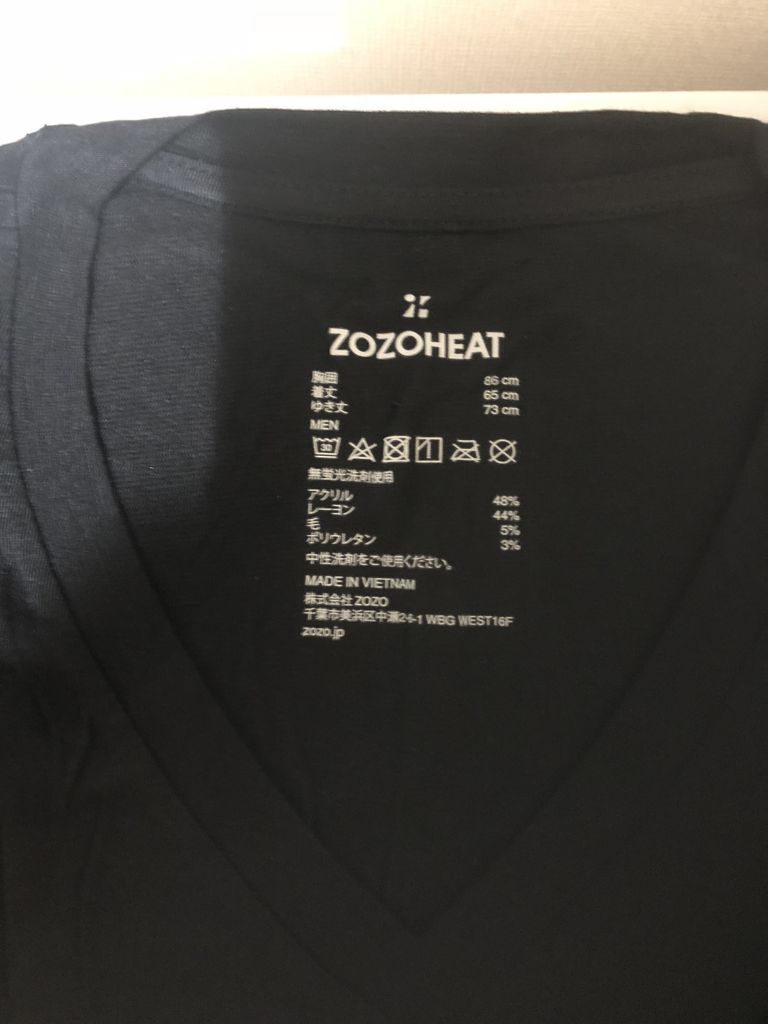 ZOZOHEAT
胸囲 86 cm
着丈 65 cm
ゆき丈 73 cm
MEN
30
無蛍光洗剤使用
アクリル 48%
レーヨン 44%
毛 5%
ポリウレタン 3%
中性洗剤をご使用ください。
MADE IN VIETNAM
株式会社 ZOZO
千葉市美浜区中瀬2-6-1 WBG WEST16F
zozo.jp